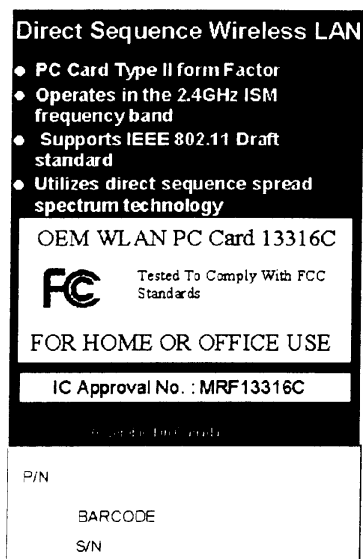 Direct Sequence Wireless LAN
● PC Card Type II form Factor
● Operates in the 2.4GHz ISM
frequency band
● Supports IEEE 802.11 Draft
standard
● Utilizes direct sequence spread
spectrum technology
OEM WLAN PC Card 13316C
FC
Tested To Comply With FCC
Standards
FOR HOME OR OFFICE USE
IC Approval No. : MRF13316C
P/N
BARCODE
S/N